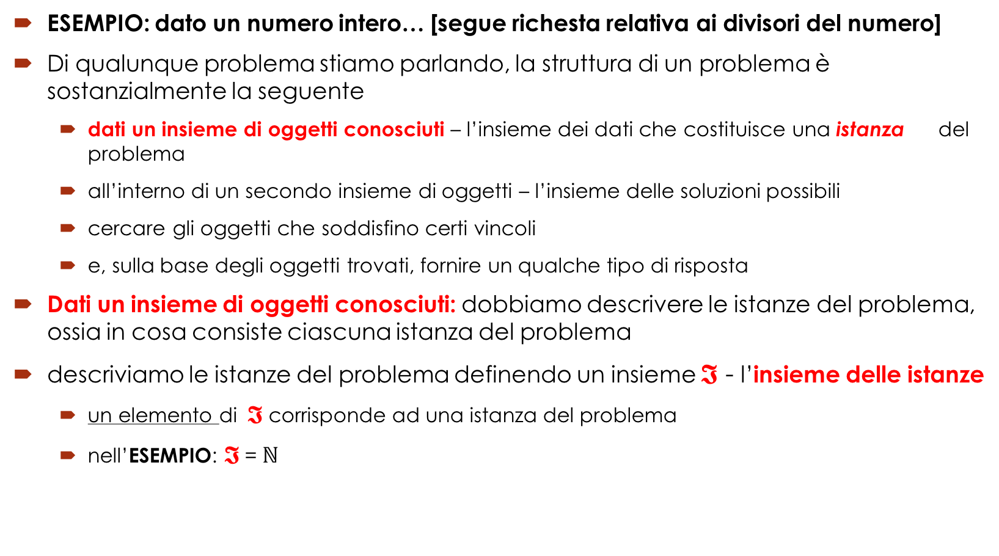 ESEMPIO: dato un numero intero… [segue richesta relativa ai divisori del numero]
Di qualunque problema stiamo parlando, la struttura di un problema è
sostanzialmente la seguente
dati un insieme di oggetti conosciuti – l’insieme dei dati che costituisce una istanza del
problema
all’interno di un secondo insieme di oggetti – l’insieme delle soluzioni possibili
cercare gli oggetti che soddisfino certi vincoli
e, sulla base degli oggetti trovati, fornire un qualche tipo di risposta
Dati un insieme di oggetti conosciuti: dobbiamo descrivere le istanze del problema,
ossia in cosa consiste ciascuna istanza del problema
descriviamo le istanze del problema definendo un insieme 𝕴 - l’insieme delle istanze
un elemento di 𝕴 corrisponde ad una istanza del problema
nell’ESEMPIO: 𝕴 = ℕ